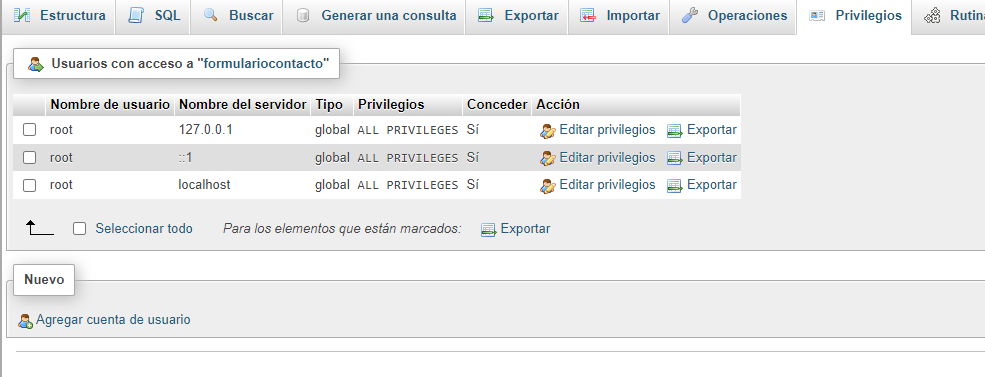 Estructura SQL Buscar Generar una consulta Exportar Importar Operaciones Privilegios Rutina
Usuarios con acceso a "formulariocontacto"
Nombre de usuario Nombre del servidor Tipo Privilegios Conceder Acción
root 127.0.0.1 global ALL PRIVILEGES Sí Editar privilegios Exportar
root ::1 global ALL PRIVILEGES Sí Editar privilegios Exportar
root localhost global ALL PRIVILEGES Sí Editar privilegios Exportar
Seleccionar todo Para los elementos que están marcados: Exportar
Nuevo
Agregar cuenta de usuario